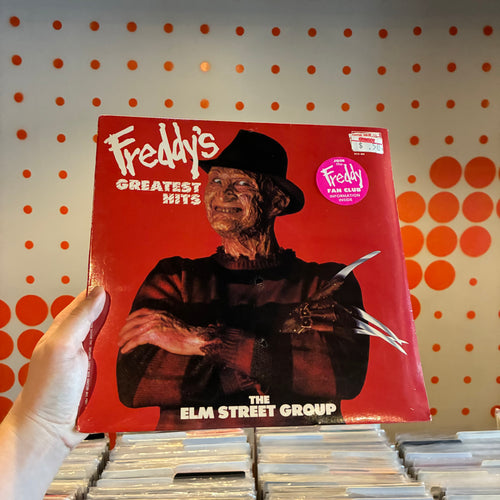 Freddy's
GREATEST
HITS
JOIN
the
Freddy
FAN CLUB
INFORMATION
INSIDE
THE
ELM STREET GROUP